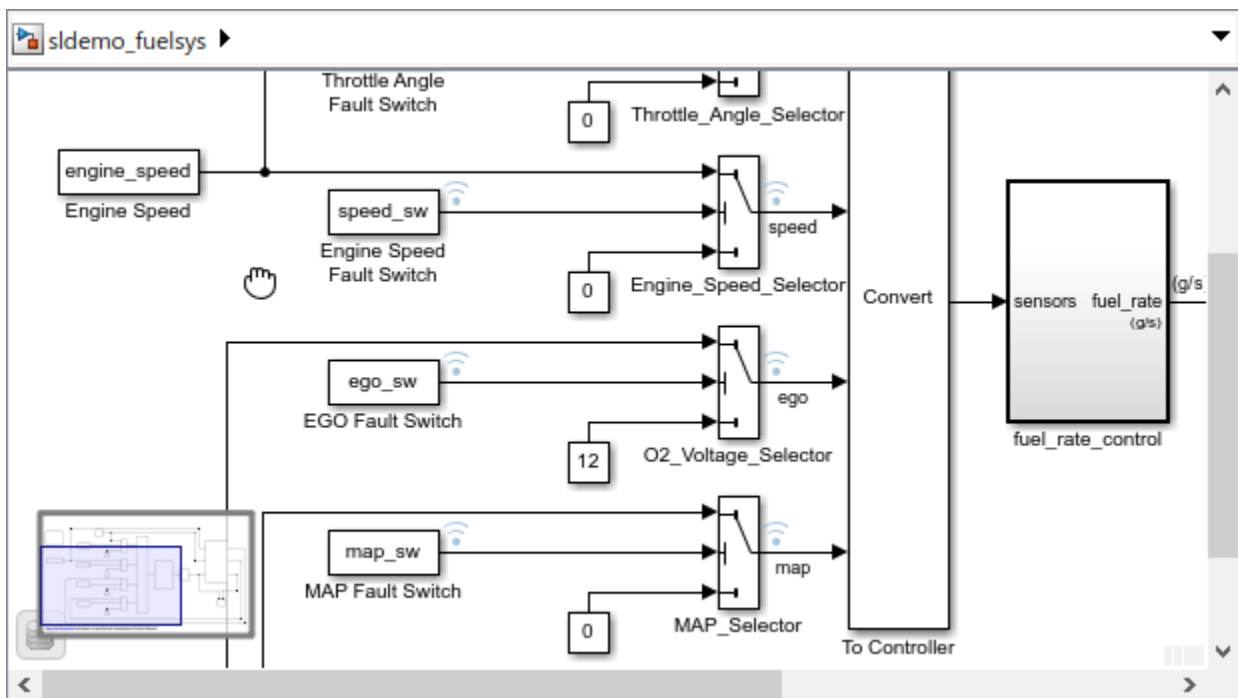 sldemo_fuelsys
Throttle Angle
Fault Switch
0
Throttle_Angle_Selector
engine_speed
Engine Speed
speed_sw
Engine Speed
Fault Switch
0
speed
Engine_Speed_Selector
Convert
sensors
fuel_rate
(g/s)
(g/s)
fuel_rate_control
ego_sw
EGO Fault Switch
12
ego
O2_Voltage_Selector
map_sw
MAP Fault Switch
0
map
MAP_Selector
To Controller